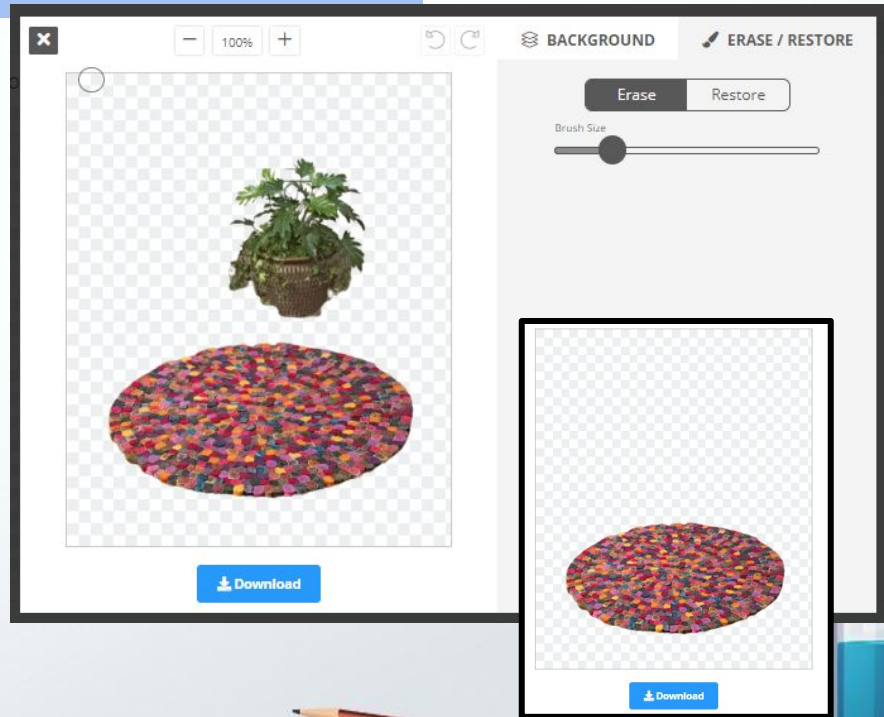 100%
BACKGROUND
ERASE / RESTORE
Erase
Restore
Brush Size
Download
Download